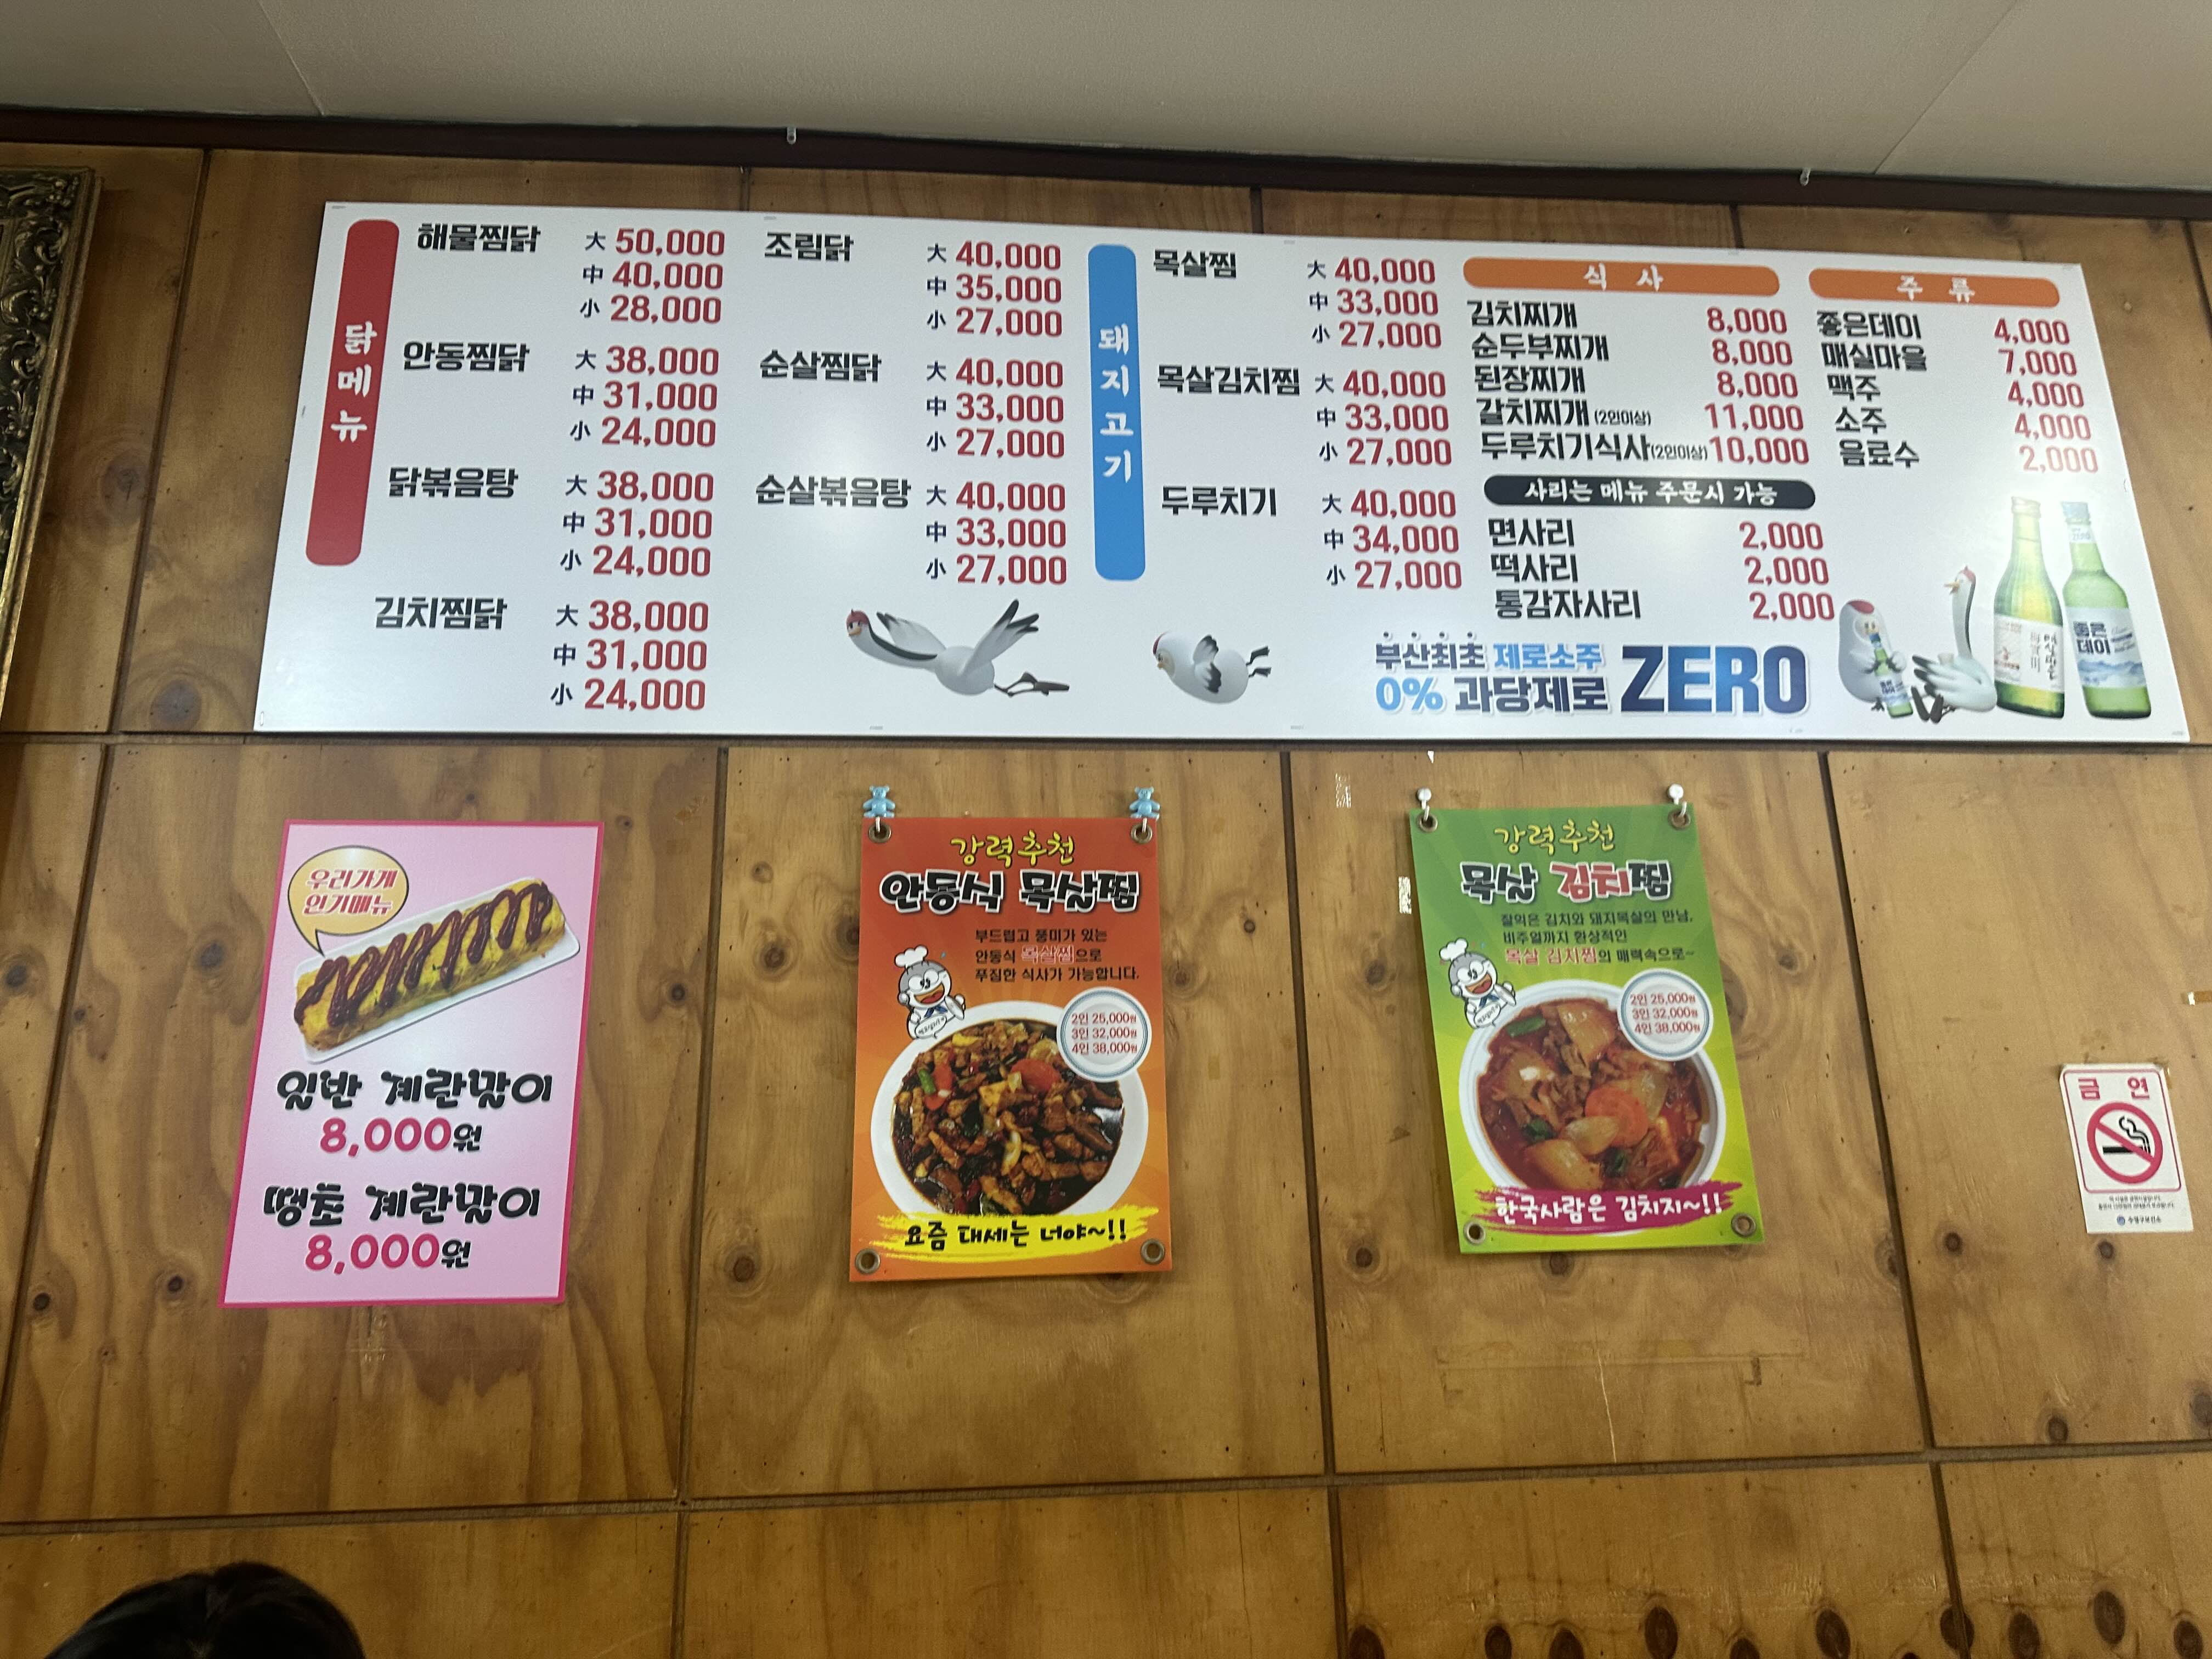 닭메뉴
해물찜닭 大 50,000
中 40,000
小 28,000
안동찜닭 大 38,000
中 31,000
小 24,000
닭볶음탕 大 38,000
中 31,000
小 24,000
김치찜닭 大 38,000
中 31,000
小 24,000
조림닭 大 40,000
中 35,000
小 27,000
순살찜닭 大 40,000
中 33,000
小 27,000
순살볶음탕 大 40,000
中 33,000
小 27,000
돼지고기
목살찜 大 40,000
中 33,000
小 27,000
목살김치찜 大 40,000
中 33,000
小 27,000
두루치기 大 40,000
中 34,000
小 27,000
식사
김치찌개 8,000
순두부찌개 8,000
된장찌개 8,000
갈치찌개 (2인이상) 11,000
두루치기식사(2인이상) 10,000
사리는 메뉴 주문시 가능
면사리 2,000
떡사리 2,000
통감자사리 2,000
주류
좋은데이 4,000
매실마을 7,000
맥주 4,000
소주 4,000
음료수 2,000
부산최초 제로소주
0% 과당제로 ZERO
좋은
데이
우리가게
인기메뉴
일반 계란말이
8,000원
땡초 계란말이
8,000원
강력추천
안동식 목살찜
부드럽고 풍미가 있는
안동식 목살찜으로
푸짐한 식사가 가능합니다.
2인 25,000원
3인 32,000원
4인 38,000원
요즘 대세는 너야~!!
강력추천
목살 김치찜
잘익은 김치와 돼지목살의 만남,
비주얼까지 환상적인
목살 김치찜의 매력속으로~
2인 25,000원
3인 32,000원
4인 38,000원
한국사람은 김치지~!!
금연
수영구보건소